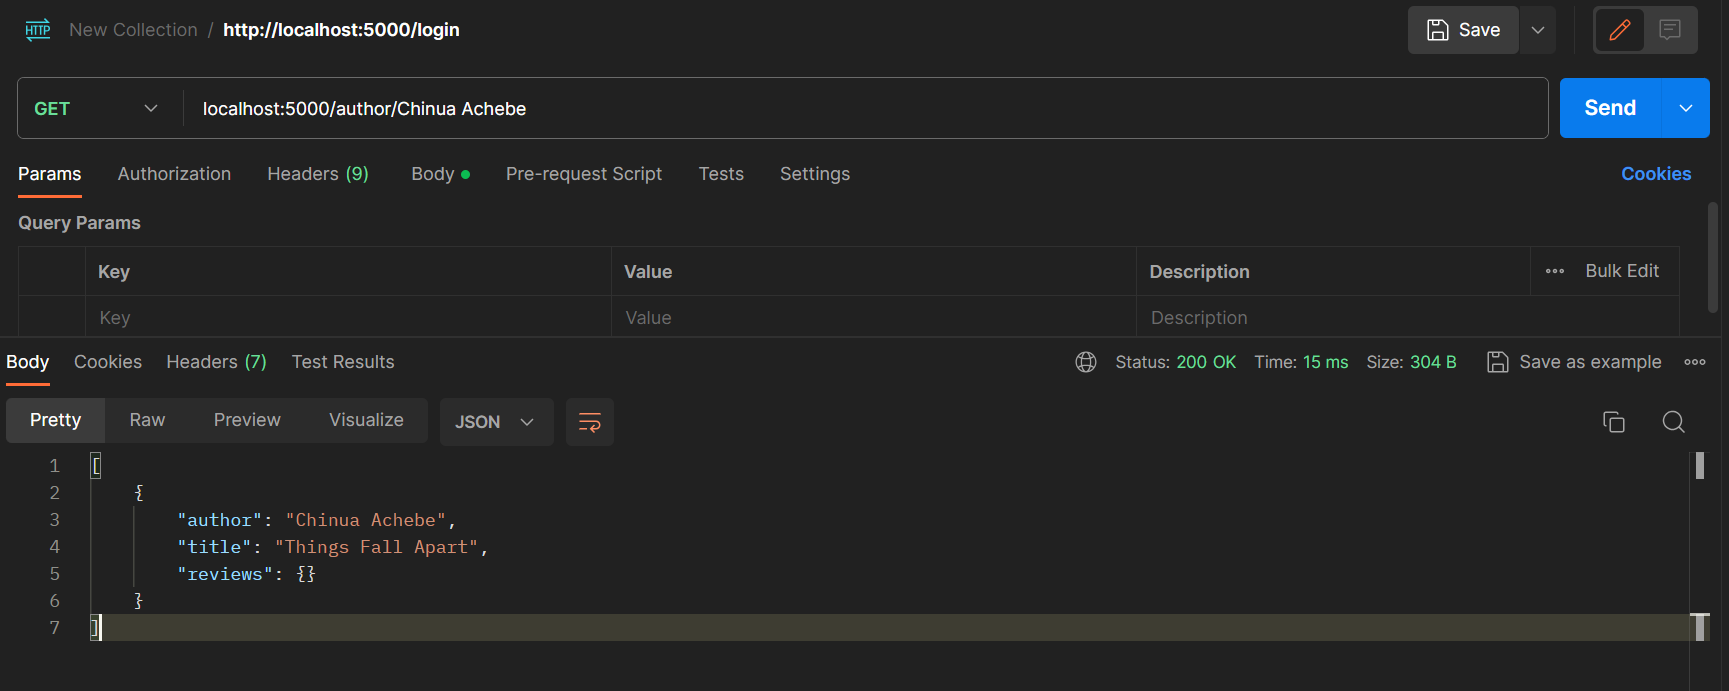 HTTP New Collection / http://localhost:5000/login Save
GET localhost:5000/author/Chinua Achebe Send
Params Authorization Headers (9) Body Pre-request Script Tests Settings Cookies
Query Params
Key Value Description Bulk Edit
Key Value Description
Body Cookies Headers (7) Test Results Status: 200 OK Time: 15 ms Size: 304 B Save as example
Pretty Raw Preview Visualize JSON
1 [
2 {
3 "author": "Chinua Achebe",
4 "title": "Things Fall Apart",
5 "reviews": {}
6 }
7 ]